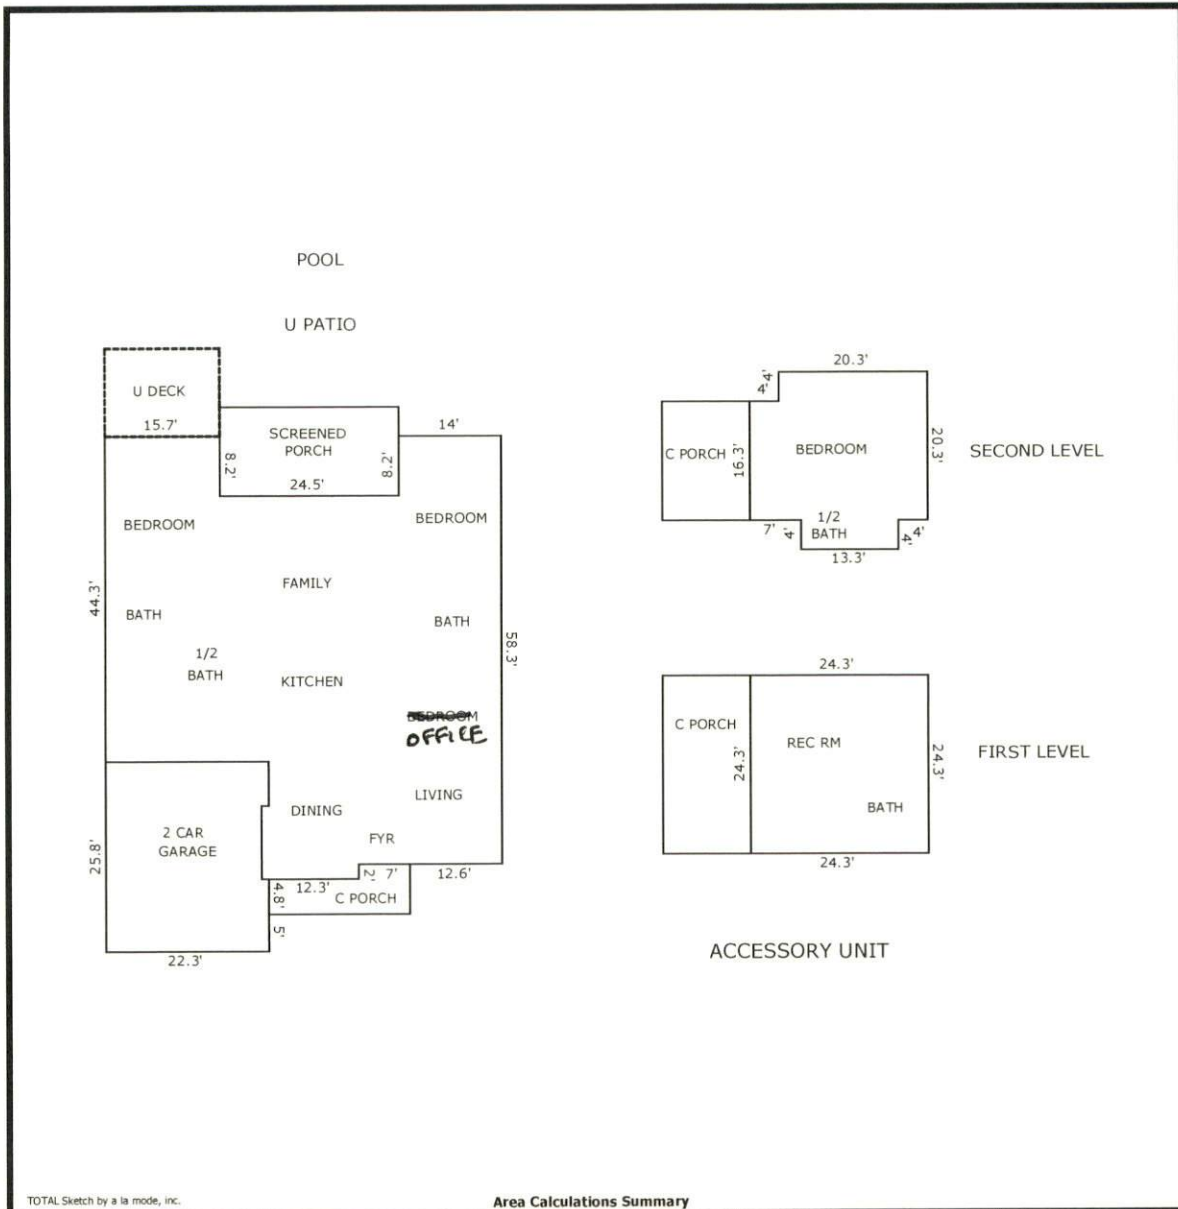 POOL
U PATIO
U DECK
15.7'
SCREENED
PORCH
8.2'
8.2'
24.5'
14'
BEDROOM
BEDROOM
FAMILY
44.3'
BATH
BATH
1/2
BATH
58.3'
KITCHEN
BEDROOM
OFFICE
LIVING
DINING
2 CAR
GARAGE
FYR
25.8'
12.3'
2'
7'
12.6'
4.8'
C PORCH
5'
22.3'
20.3'
4'
4'
C PORCH
16.3'
BEDROOM
20.3'
SECOND LEVEL
7'
4'
1/2
BATH
4'
4'
13.3'
24.3'
C PORCH
24.3'
REC RM
24.3'
FIRST LEVEL
BATH
24.3'
ACCESSORY UNIT
TOTAL Sketch by a la mode, inc.
Area Calculations Summary